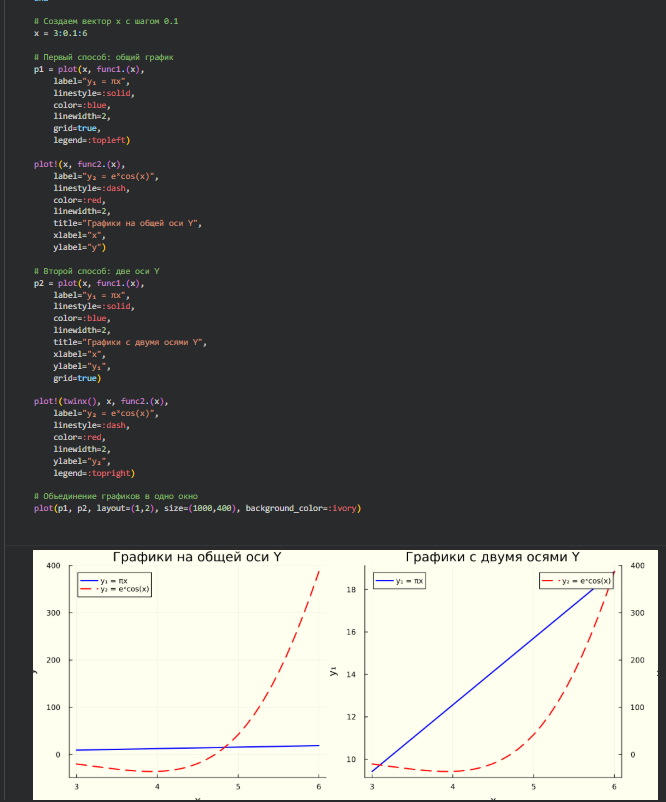 # Создаем вектор x с шагом 0.1
x = 3:0.1:6
# Первый способ: общий график
p1 = plot(x, func1.(x),
label="y₁ = πx",
linestyle=:solid,
color=:blue,
linewidth=2,
grid=true,
legend=:topleft)
plot!(x, func2.(x),
label="y₂ = eˣcos(x)",
linestyle=:dash,
color=:red,
linewidth=2,
title="Графики на общей оси Y",
xlabel="x",
ylabel="y")
# Второй способ: две оси Y
p2 = plot(x, func1.(x),
label="y₁ = πx",
linestyle=:solid,
color=:blue,
linewidth=2,
title="Графики с двумя осями Y",
xlabel="x",
ylabel="y₁",
grid=true)
plot!(twinx(), x, func2.(x),
label="y₂ = eˣcos(x)",
linestyle=:dash,
color=:red,
linewidth=2,
ylabel="y₂",
legend=:topright)
# Объединение графиков в одно окно
plot(p1, p2, layout=(1,2), size=(1000,400), background_color=:ivory)
Графики на общей оси Y
y₁ = πx
y₂ = eˣcos(x)
400
300
200
100
0
3 4 5 6
Графики с двумя осями Y
y₁ = πx
y₂ = eˣcos(x)
y₁
18
16
14
12
10
400
300
200
100
0
3 4 5 6